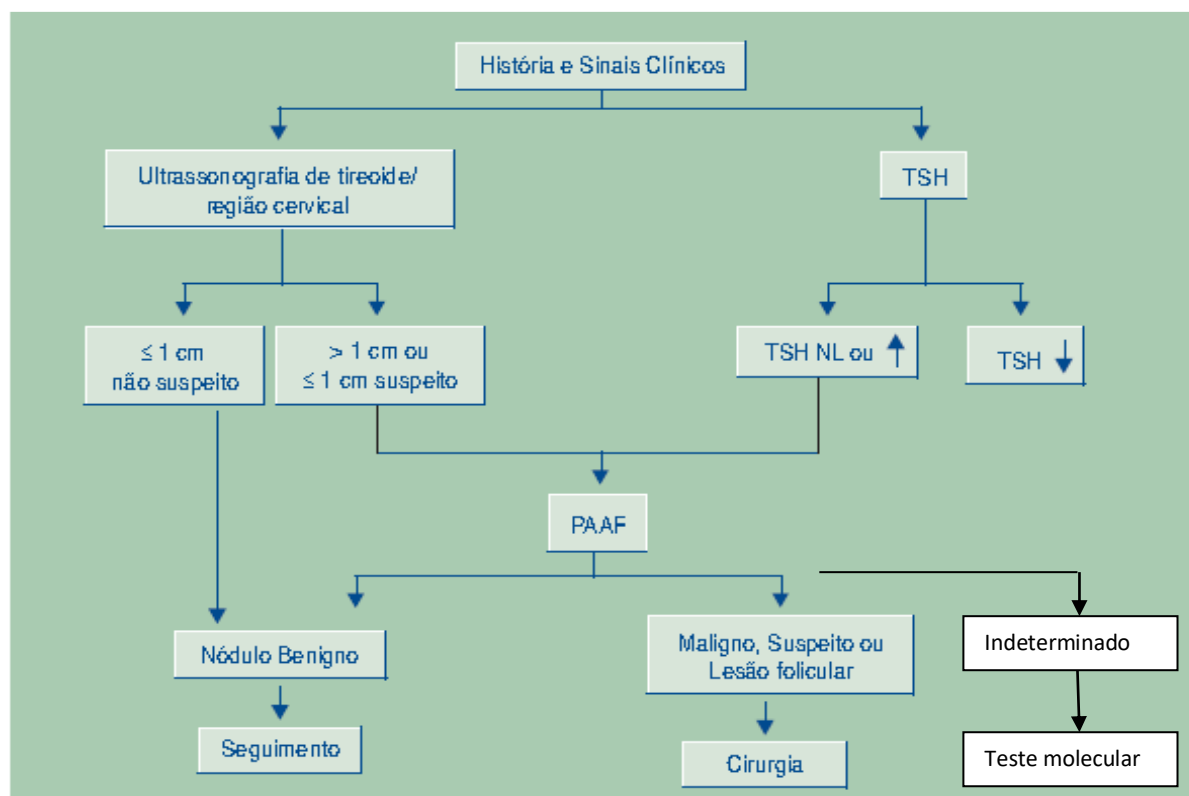 História e Sinais Clínicos
Ultrassonografia de tireoide/
região cervical
TSH
≤ 1 cm
não suspeito
> 1 cm ou
≤ 1 cm suspeito
TSH NL ou ↑
TSH ↓
PAAF
Nódulo Benigno
Maligno, Suspeito ou
Lesão folicular
Indeterminado
Seguimento
Cirurgia
Teste molecular